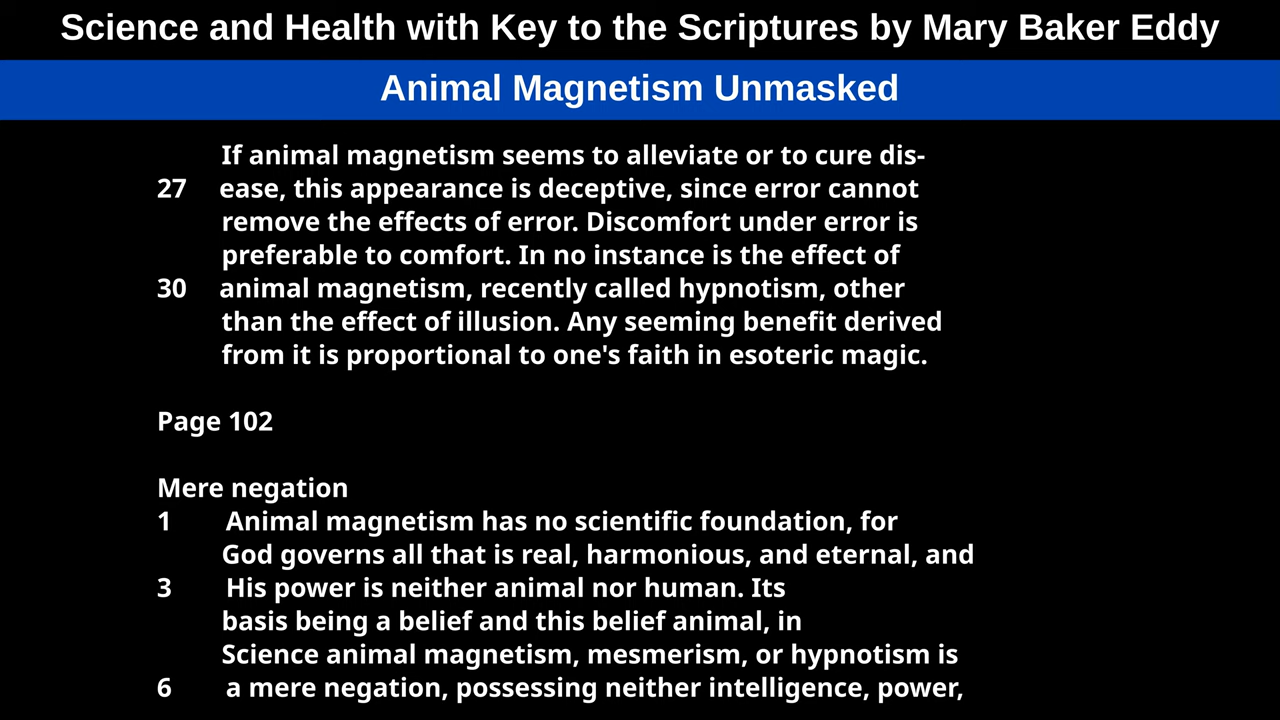 Science and Health with Key to the Scriptures by Mary Baker Eddy
Animal Magnetism Unmasked
If animal magnetism seems to alleviate or to cure dis-
27 ease, this appearance is deceptive, since error cannot
remove the effects of error. Discomfort under error is
preferable to comfort. In no instance is the effect of
30 animal magnetism, recently called hypnotism, other
than the effect of illusion. Any seeming benefit derived
from it is proportional to one's faith in esoteric magic.
Page 102
Mere negation
1 Animal magnetism has no scientific foundation, for
God governs all that is real, harmonious, and eternal, and
3 His power is neither animal nor human. Its
basis being a belief and this belief animal, in
Science animal magnetism, mesmerism, or hypnotism is
6 a mere negation, possessing neither intelligence, power,